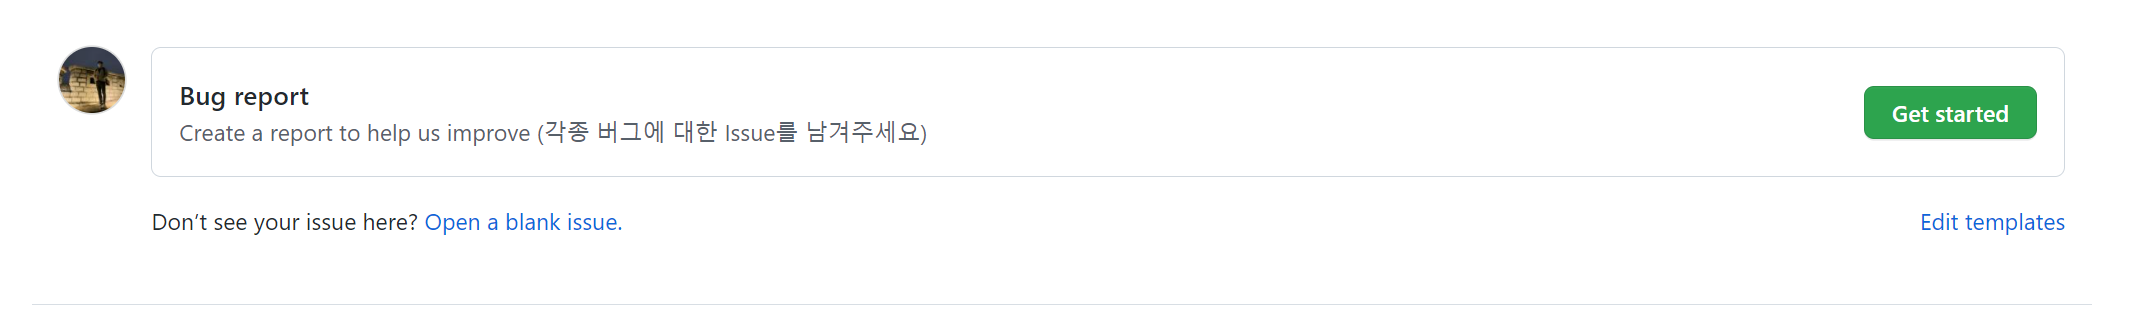 Bug report
Create a report to help us improve (각종 버그에 대한 Issue를 남겨주세요)
Get started
Don’t see your issue here? Open a blank issue.
Edit templates